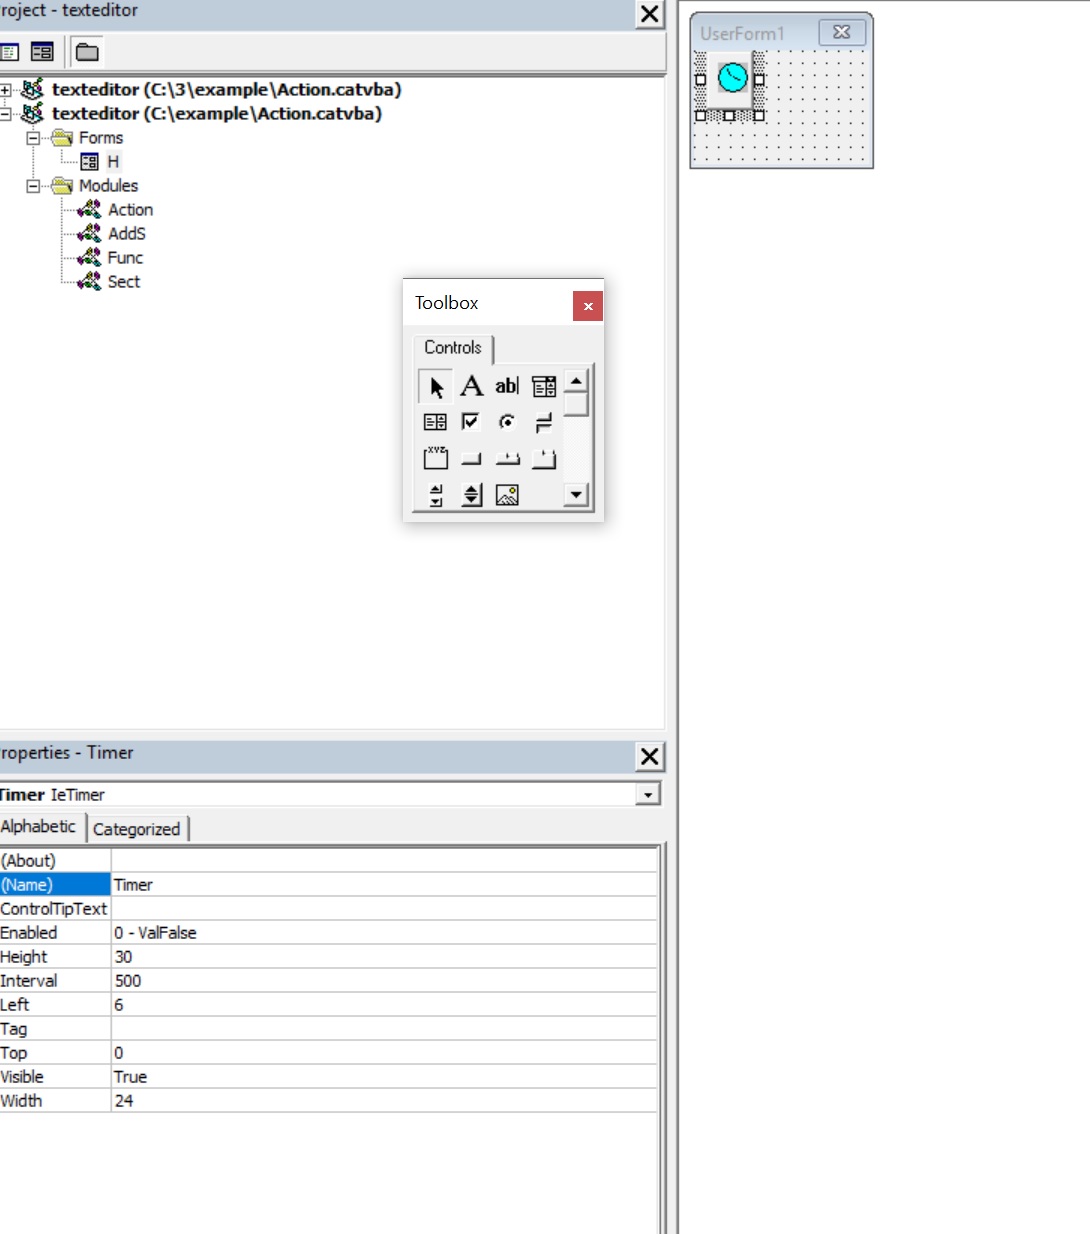 roject - texteditor
texteditor (C:\3\example\Action.catvba)
texteditor (C:\example\Action.catvba)
Forms
H
Modules
Action
AddS
Func
Sect
UserForm1
Toolbox
Controls
A
ab|
XYZ
roperties - Timer
Timer IeTimer
Alphabetic Categorized
(About)
(Name) Timer
ControlTipText
Enabled 0 - ValFalse
Height 30
Interval 500
Left 6
Tag
Top 0
Visible True
Width 24